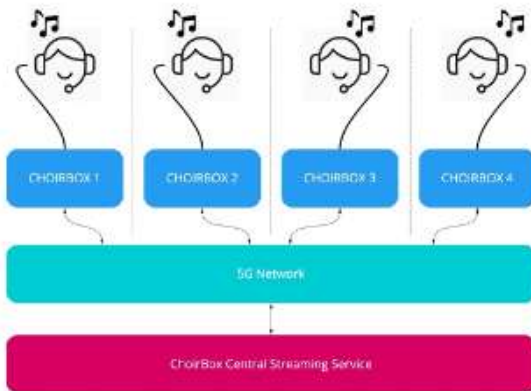 CHOIRBOX 1
CHOIRBOX 2
CHOIRBOX 3
CHOIRBOX 4
5G Network
ChoirBox Central Streaming Service